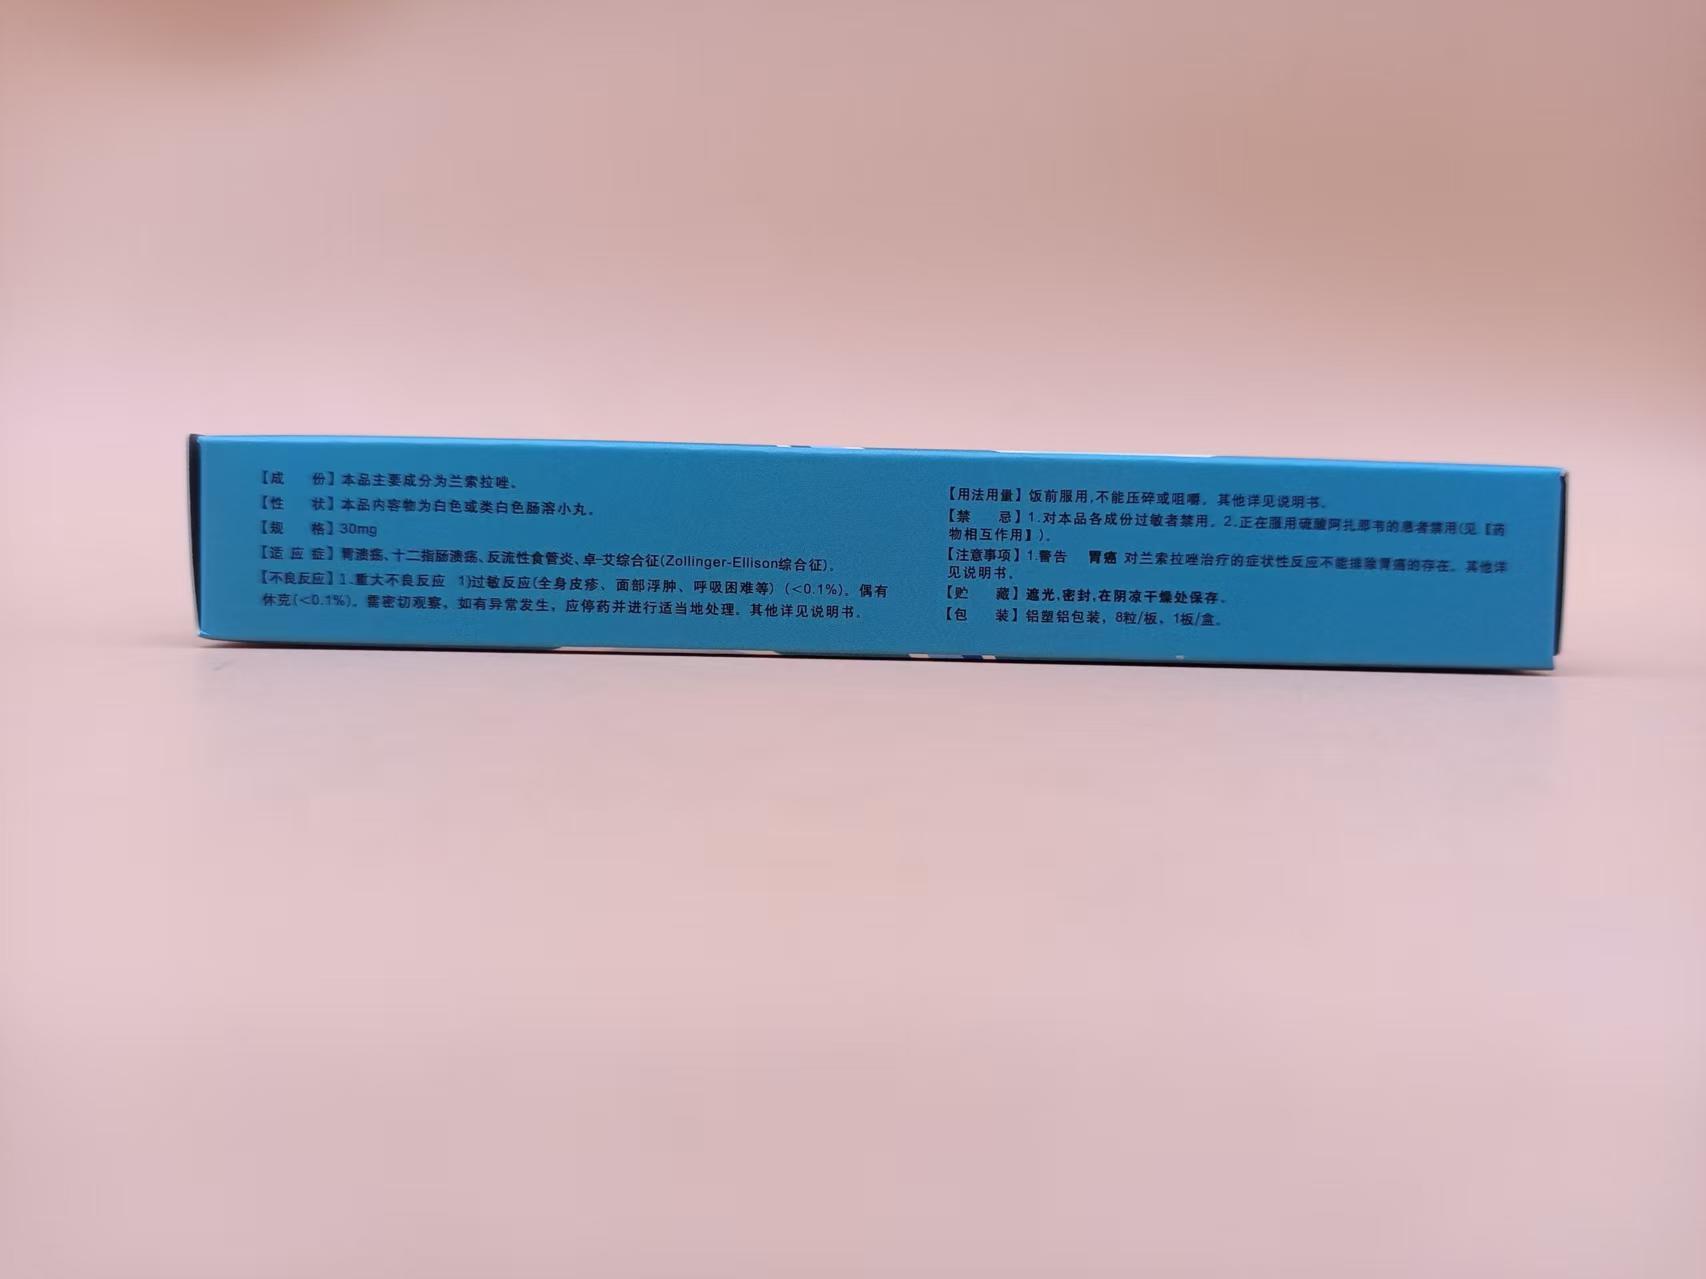 【成　　份】本品主要成分为兰索拉唑。
【性　　状】本品内容物为白色或类白色肠溶小丸。
【规　　格】30mg
【适 应 症】胃溃疡、十二指肠溃疡、反流性食管炎、卓-艾综合征(Zollinger-Ellison综合征)。
【不良反应】1.重大不良反应 1)过敏反应(全身皮疹、面部浮肿、呼吸困难等)(<0.1%)。偶有
休克(<0.1%)。需密切观察，如有异常发生，应停药并进行适当地处理。其他详见说明书。
【用法用量】饭前服用,不能压碎或咀嚼。其他详见说明书。
【禁　　忌】1.对本品各成份过敏者禁用。2.正在服用硫酸阿扎那韦的患者禁用(见【药
物相互作用】)。
【注意事项】1.警告 胃癌 对兰索拉唑治疗的症状性反应不能排除胃癌的存在。其他详
见说明书。
【贮　　藏】遮光,密封,在阴凉干燥处保存。
【包　　装】铝塑铝包装，8粒/板，1板/盒。